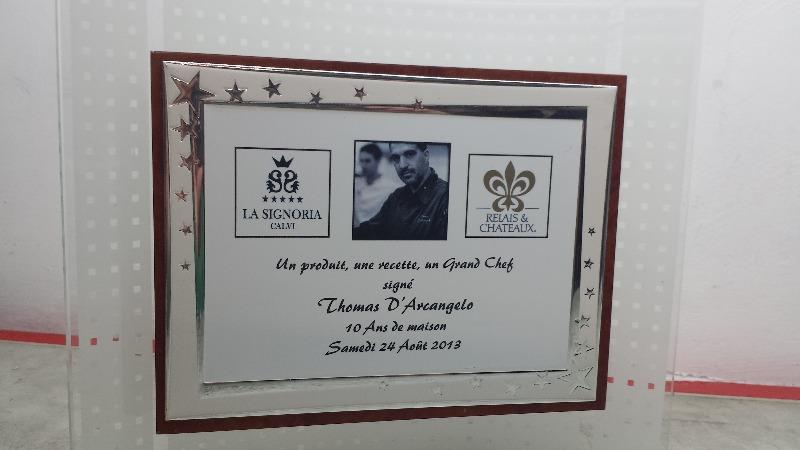 LA SIGNORIA
CALVI
RELAIS &
CHATEAUX.
Un produit, une recette, un Grand Chef
signé
Thomas D'Arcangelo
10 Ans de maison
Samedi 24 Août 2013